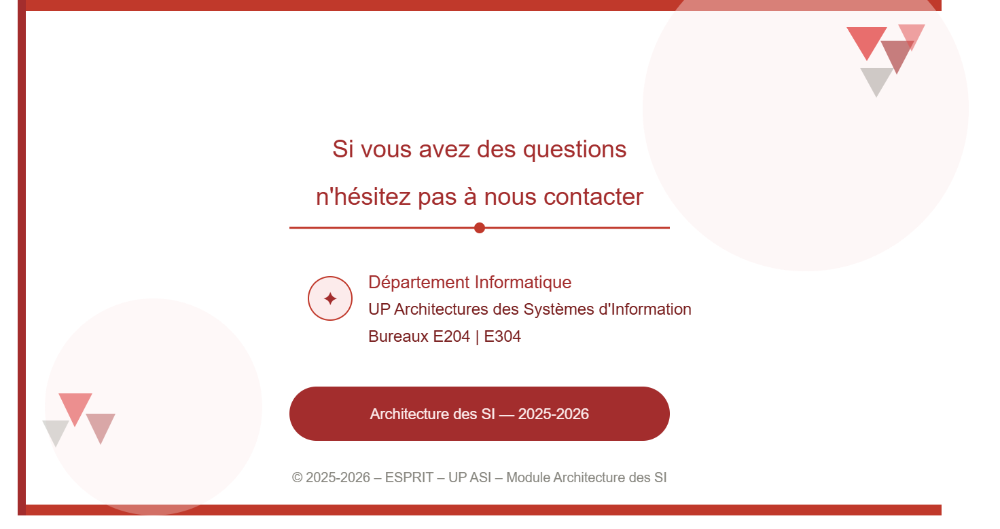 Si vous avez des questions
n'hésitez pas à nous contacter
Département Informatique
UP Architectures des Systèmes d'Information
Bureaux E204 | E304
Architecture des SI — 2025-2026
© 2025-2026 – ESPRIT – UP ASI – Module Architecture des SI